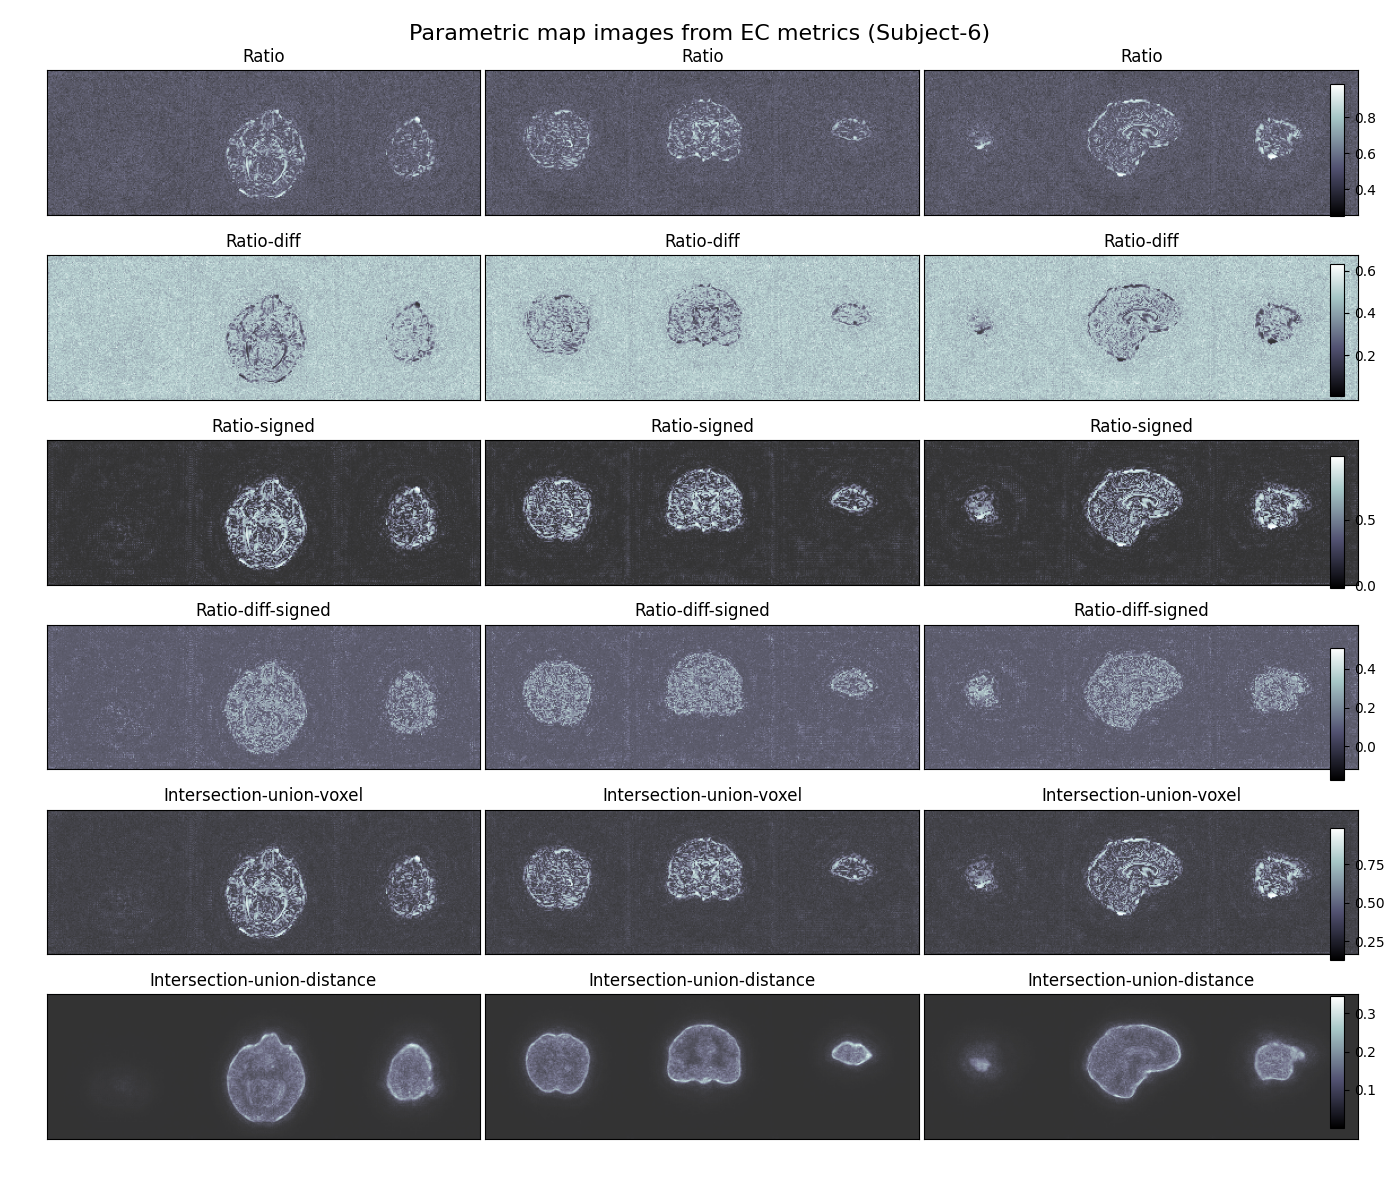 Parametric map images from EC metrics (Subject-6)
Ratio Ratio Ratio
0.8
0.6
0.4
Ratio-diff Ratio-diff Ratio-diff
0.6
0.4
0.2
Ratio-signed Ratio-signed Ratio-signed
0.5
0.0
Ratio-diff-signed Ratio-diff-signed Ratio-diff-signed
0.4
0.2
0.0
Intersection-union-voxel Intersection-union-voxel Intersection-union-voxel
0.75
0.50
0.25
Intersection-union-distance Intersection-union-distance Intersection-union-distance
0.3
0.2
0.1